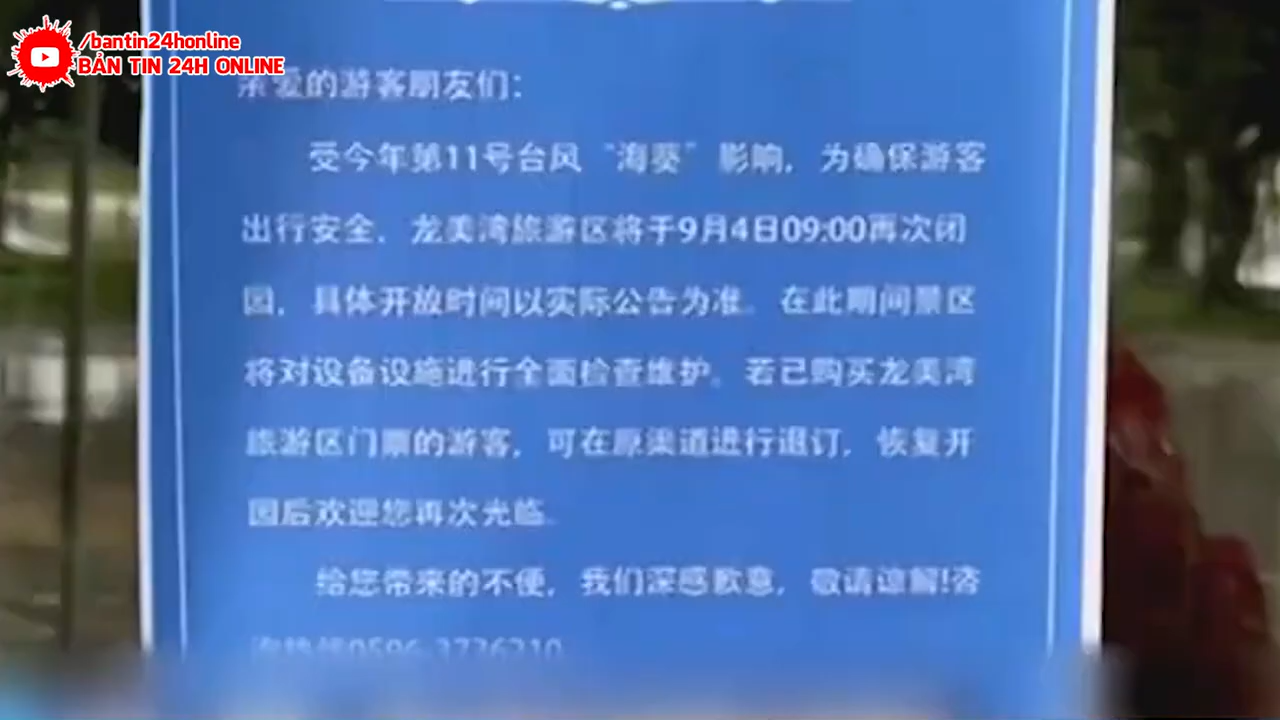 /bantin24honline
BẢN TIN 24H ONLINE
亲爱的游客朋友们：
受今年第11号台风“海葵”影响，为确保游客
出行安全，龙美湾旅游区将于9月4日09:00再次闭
园，具体开放时间以实际公告为准。在此期间景区
将对设备设施进行全面检查维护。若已购买龙美湾
旅游区门票的游客，可在原渠道进行退订，恢复开
园后欢迎您再次光临。
给您带来的不便，我们深感歉意，敬请谅解!咨